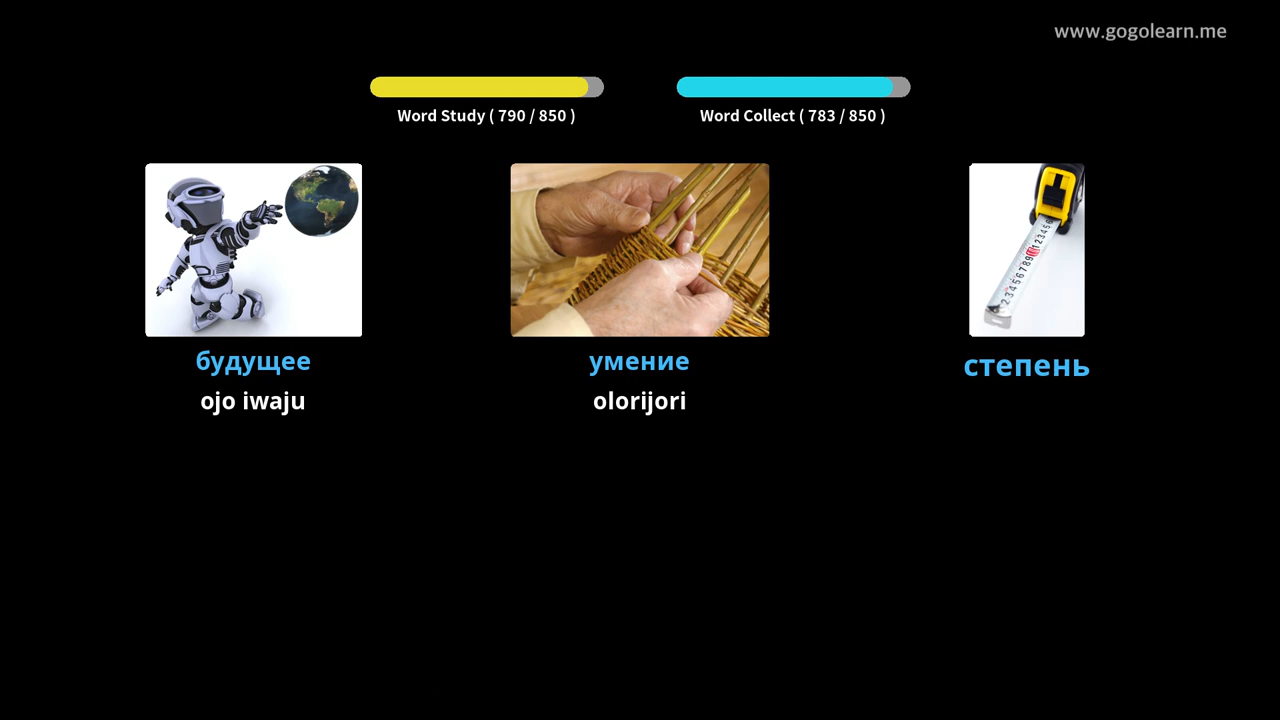 www.gogolearn.me
Word Study ( 790 / 850 )
Word Collect ( 783 / 850 )
будущее
ojo iwaju
умение
olorijori
степень